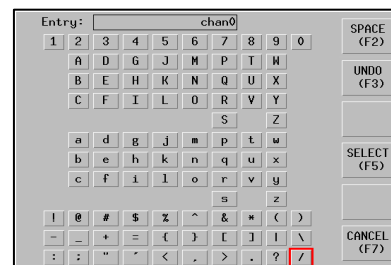 Entry: chan0
1 2 3 4 5 6 7 8 9 0
A D G J M P T W
B E H K N Q U X
C F I L O R V Y
S Z
a d g j m p t w
b e h k n q u x
c f i l o r v y
s z
! @ # $ % ^ & * ( )
- _ + = { } [ ] | \
: ; " ' < , > . ? /
SPACE
(F2)
UNDO
(F3)
SELECT
(F5)
CANCEL
(F7)